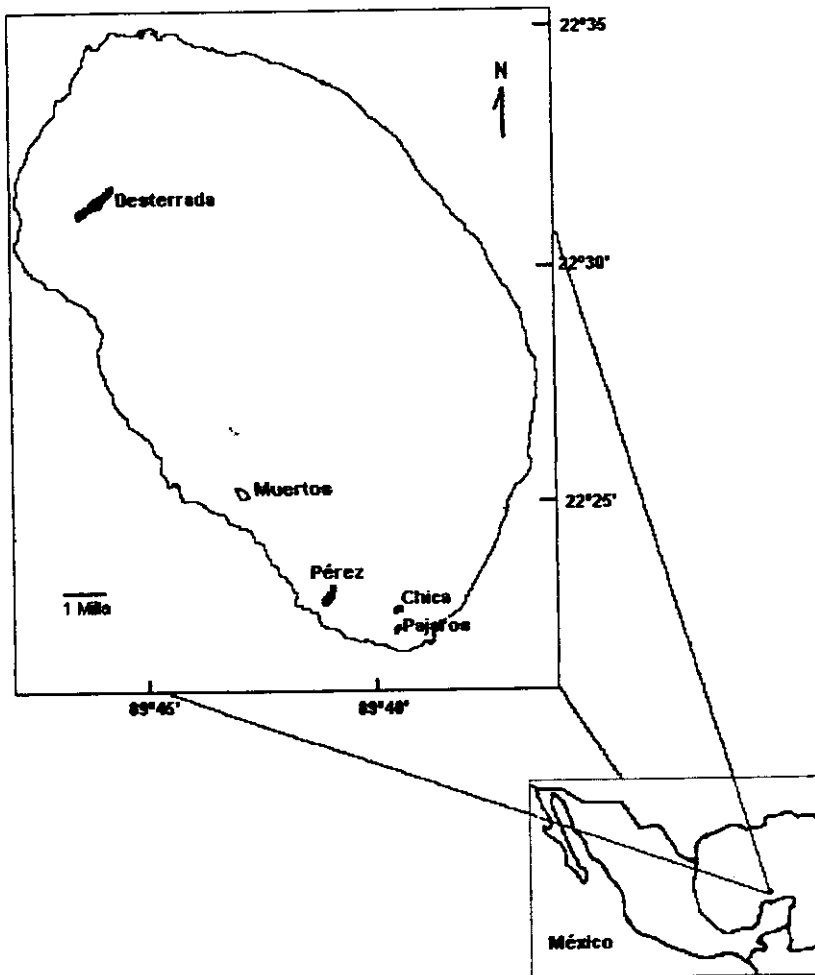 22°35
N
Desterrada
22°30'
Muertos
22°25'
Pérez
Chica
Pajaros
1 Milla
89°45'
89°40'
México